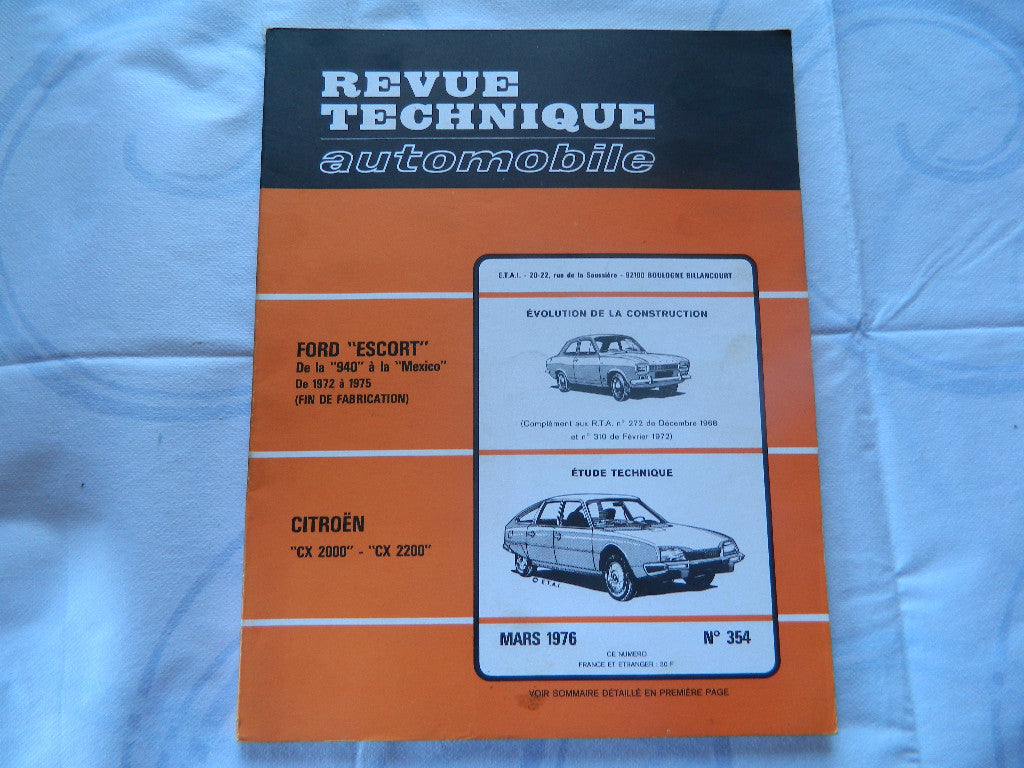 REVUE
TECHNIQUE
automobile
E.T.A.I. - 20-22, rue de la Saussière - 92100 BOULOGNE BILLANCOURT
ÉVOLUTION DE LA CONSTRUCTION
FORD "ESCORT"
De la "940" à la "Mexico"
De 1972 à 1975
(FIN DE FABRICATION)
(Complément aux R.T.A. n° 272 de Décembre 1968
et n° 310 de Février 1972)
ÉTUDE TECHNIQUE
CITROËN
"CX 2000" - "CX 2200"
© E.T.A.I.
MARS 1976 N° 354
CE NUMERO
FRANCE ET ETRANGER : 30 F
VOIR SOMMAIRE DÉTAILLÉ EN PREMIÈRE PAGE